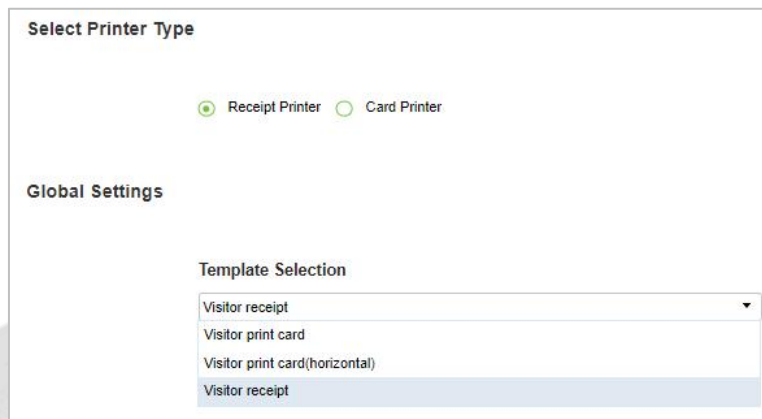 Select Printer Type
Receipt Printer Card Printer
Global Settings
Template Selection
Visitor receipt
Visitor print card
Visitor print card(horizontal)
Visitor receipt